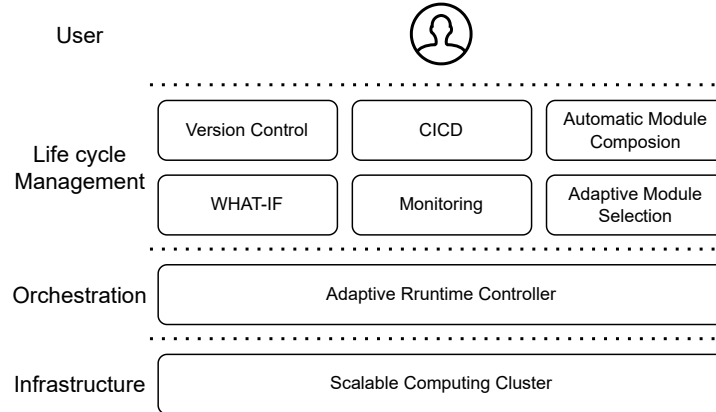 User
Life cycle
Management
Version Control
CICD
Automatic Module
Composion
WHAT-IF
Monitoring
Adaptive Module
Selection
Orchestration
Adaptive Rruntime Controller
Infrastructure
Scalable Computing Cluster